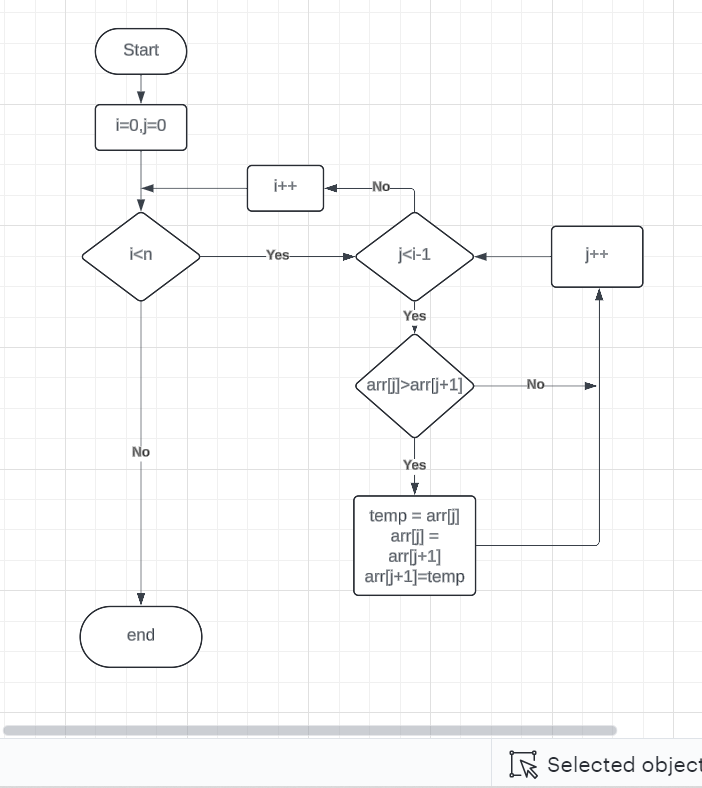 Start
i=0,j=0
i++
No
i<n
Yes
j<i-1
j++
Yes
arr[j]>arr[j+1]
No
No
Yes
temp = arr[j]
arr[j] =
arr[j+1]
arr[j+1]=temp
end
Selected object